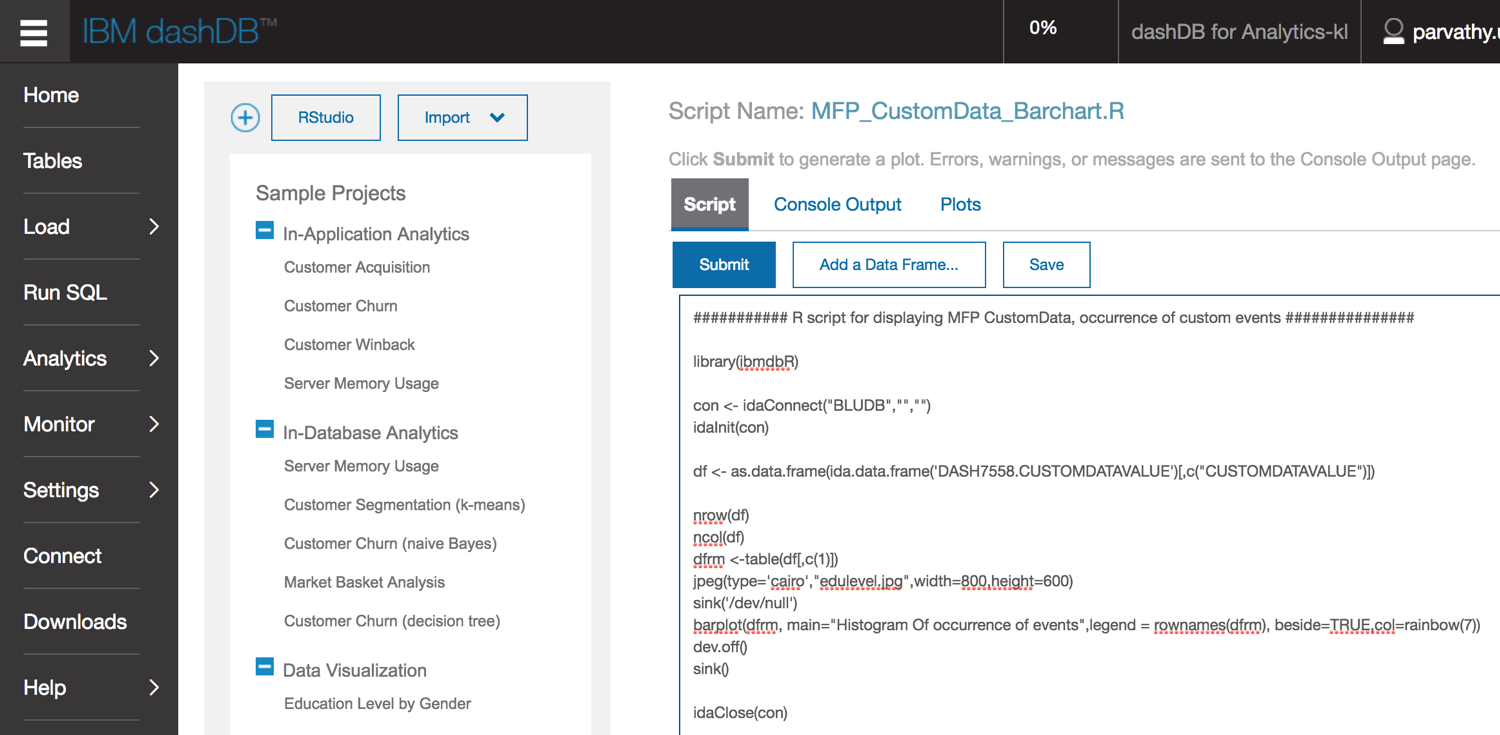 IBM dashDB™
0%
dashDB for Analytics-kl
parvathy.
Home
Tables
Load
Run SQL
Analytics
Monitor
Settings
Connect
Downloads
Help
RStudio
Import
Sample Projects
In-Application Analytics
Customer Acquisition
Customer Churn
Customer Winback
Server Memory Usage
In-Database Analytics
Server Memory Usage
Customer Segmentation (k-means)
Customer Churn (naive Bayes)
Market Basket Analysis
Customer Churn (decision tree)
Data Visualization
Education Level by Gender
Script Name: MFP_CustomData_Barchart.R
Click Submit to generate a plot. Errors, warnings, or messages are sent to the Console Output page.
Script
Console Output
Plots
Submit
Add a Data Frame...
Save
########### R script for displaying MFP CustomData, occurrence of custom events ###############
library(ibmdbR)
con <- idaConnect("BLUDB","","")
idaInit(con)
df <- as.data.frame(ida.data.frame('DASH7558.CUSTOMDATAVALUE')[,c("CUSTOMDATAVALUE")])
nrow(df)
ncol(df)
dfrm <-table(df[,c(1)])
jpeg(type='cairo',"edulevel.jpg",width=800,height=600)
sink('/dev/null')
barplot(dfrm, main="Histogram Of occurrence of events",legend = rownames(dfrm), beside=TRUE,col=rainbow(7))
dev.off()
sink()
idaClose(con)